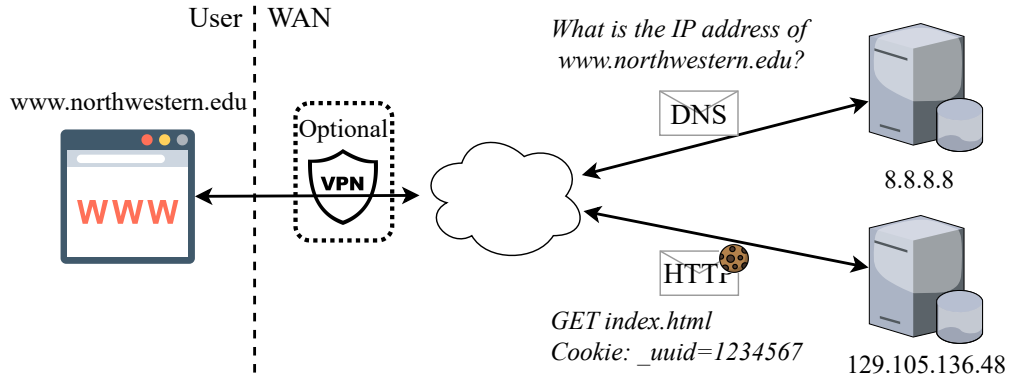 User
WAN
What is the IP address of
www.northwestern.edu?
www.northwestern.edu
Optional
VPN
WWW
DNS
8.8.8.8
HTTP
GET index.html
Cookie: _uuid=1234567
129.105.136.48